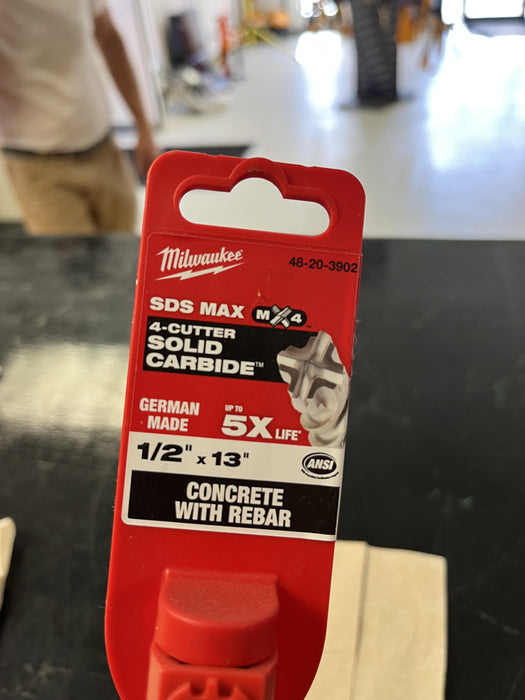 Milwaukee
48-20-3902
SDS MAX MX4™
4-CUTTER
SOLID
CARBIDE™
GERMAN
MADE
UP TO
5X LIFE*
1/2" x 13"
ANSI
CONCRETE
WITH REBAR